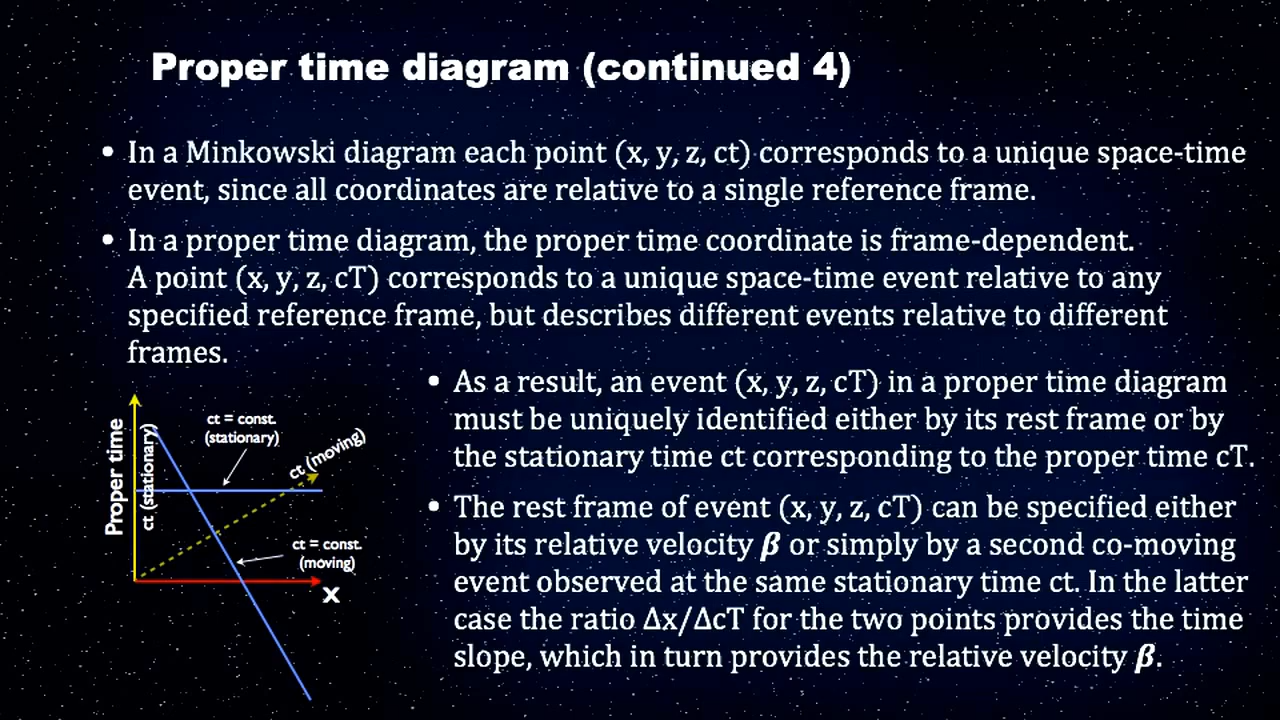 Proper time diagram (continued 4)
• In a Minkowski diagram each point (x, y, z, ct) corresponds to a unique space-time
event, since all coordinates are relative to a single reference frame.
• In a proper time diagram, the proper time coordinate is frame-dependent.
A point (x, y, z, cT) corresponds to a unique space-time event relative to any
specified reference frame, but describes different events relative to different
frames.
• As a result, an event (x, y, z, cT) in a proper time diagram
must be uniquely identified either by its rest frame or by
the stationary time ct corresponding to the proper time cT.
• The rest frame of event (x, y, z, cT) can be specified either
by its relative velocity β or simply by a second co-moving
event observed at the same stationary time ct. In the latter
case the ratio Δx/ΔcT for the two points provides the time
slope, which in turn provides the relative velocity β.
Proper time
ct (stationary)
ct = const.
(stationary)
ct (moving)
ct = const.
(moving)
X